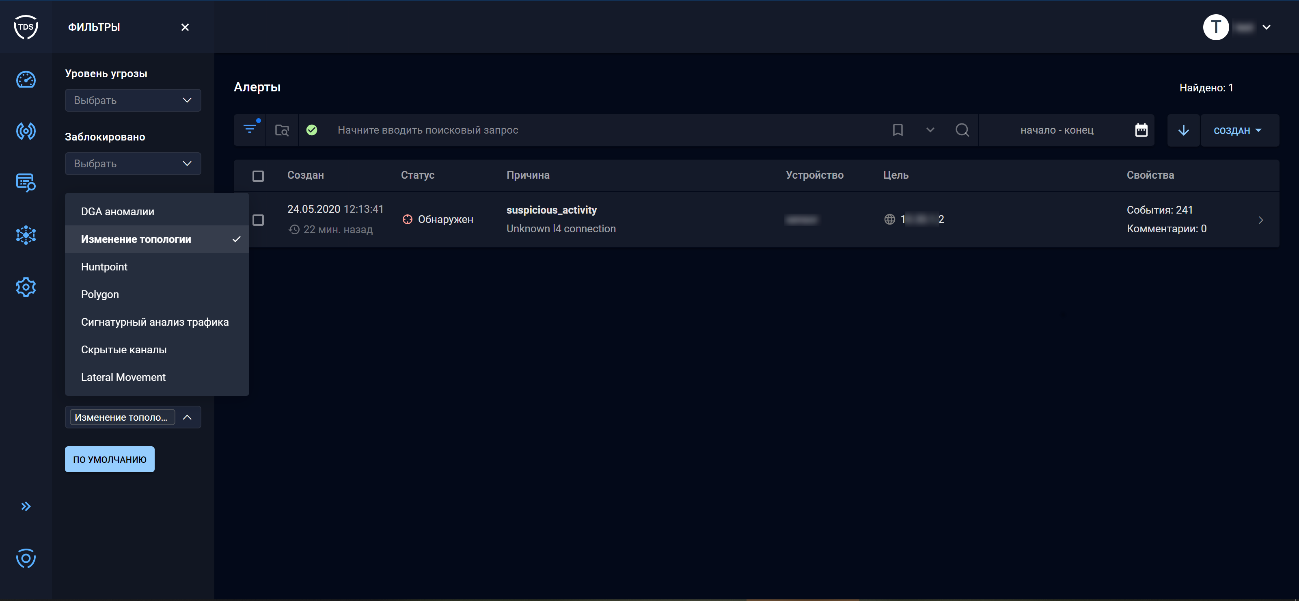 TDS
ФИЛЬТРЫ
T
Уровень угрозы
Выбрать
Заблокировано
Выбрать
DGA аномалии
Изменение топологии
Huntpoint
Polygon
Сигнатурный анализ трафика
Скрытые каналы
Lateral Movement
Изменение тополо...
ПО УМОЛЧАНИЮ
Алерты
Найдено: 1
Начните вводить поисковый запрос
начало - конец
СОЗДАН
Создан Статус Причина Устройство Цель Свойства
24.05.2020 12:13:41
22 мин. назад
Обнаружен
suspicious_activity
Unknown l4 connection
События: 241
Комментарии: 0